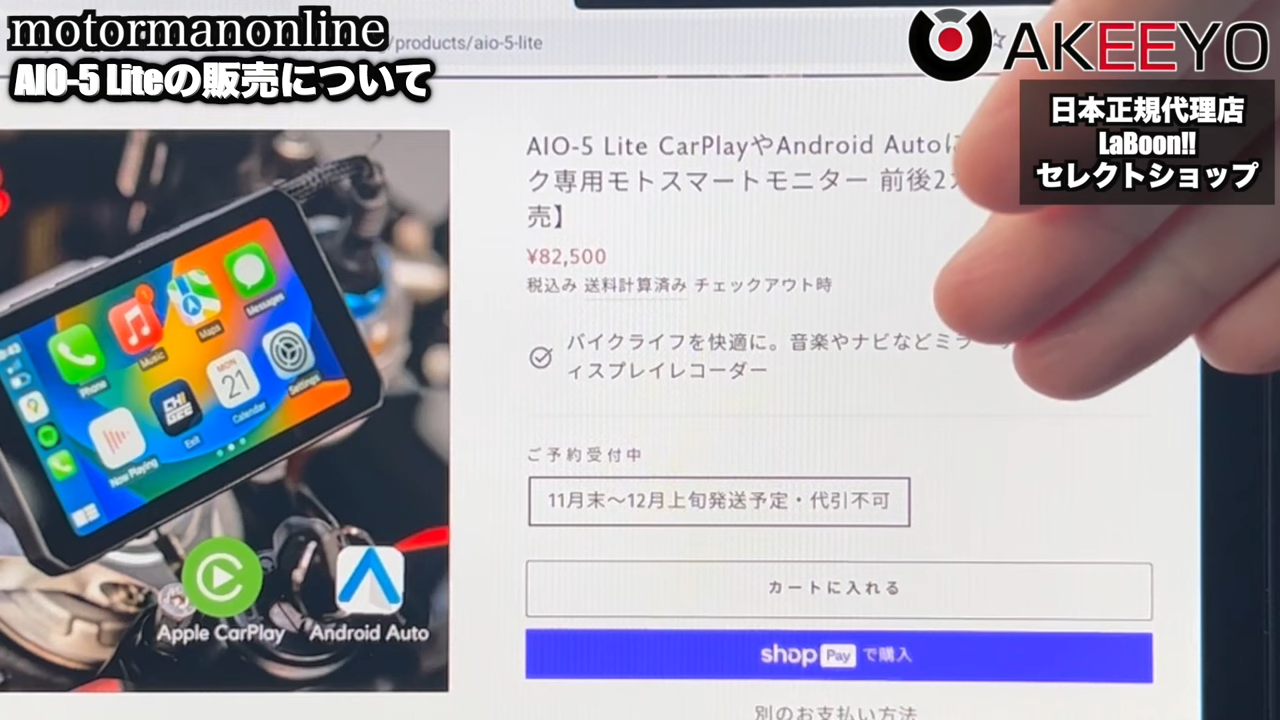 motormanonline
AIO-5 Liteの販売について
/products/aio-5-lite
AKEEYO
日本正規代理店
LaBoon!!
セレクトショップ
AIO-5 Lite CarPlayやAndroid Auto
ク専用モトスマートモニター 前後2
売】
¥82,500
税込み 送料計算済み チェックアウト時
バイクライフを快適に。音楽やナビなどミラー
ィスプレイレコーダー
ご予約受付中
11月末～12月上旬発送予定・代引不可
カートに入れる
shop Pay で購入
別のお支払い方法
Messages
Maps
Music
Phone
MON
21
Settings
Calendar
CHI
GEE
Exit
Now Playing
Apple CarPlay
Android Auto